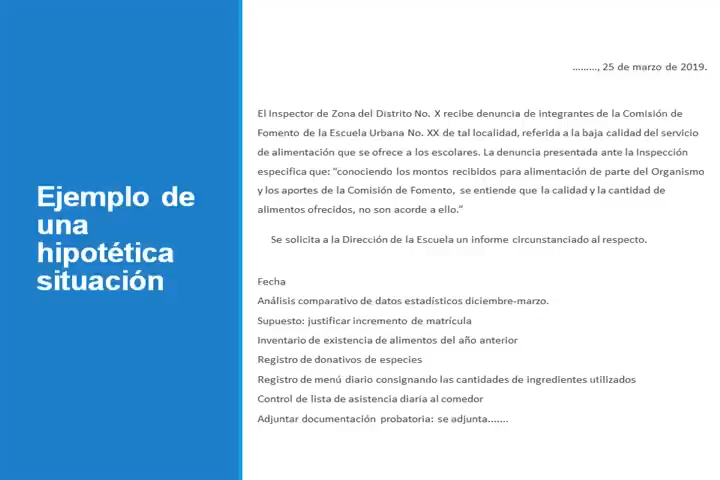 Ejemplo de
una
hipotética
situación
........., 25 de marzo de 2019.
El Inspector de Zona del Distrito No. X recibe denuncia de integrantes de la Comisión de
Fomento de la Escuela Urbana No. XX de tal localidad, referida a la baja calidad del servicio
de alimentación que se ofrece a los escolares. La denuncia presentada ante la Inspección
especifica que: "conociendo los montos recibidos para alimentación de parte del Organismo
y los aportes de la Comisión de Fomento, se entiende que la calidad y la cantidad de
alimentos ofrecidos, no son acorde a ello."
Se solicita a la Dirección de la Escuela un informe circunstanciado al respecto.
Fecha
Análisis comparativo de datos estadísticos diciembre-marzo.
Supuesto: justificar incremento de matrícula
Inventario de existencia de alimentos del año anterior
Registro de donativos de especies
Registro de menú diario consignando las cantidades de ingredientes utilizados
Control de lista de asistencia diaria al comedor
Adjuntar documentación probatoria: se adjunta.......